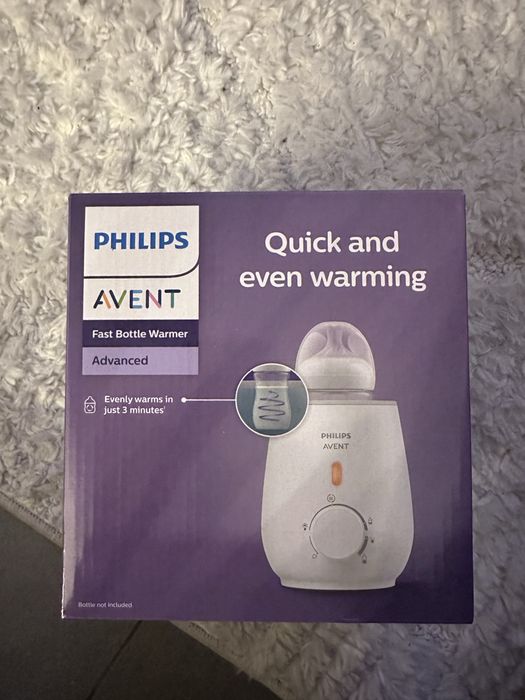 PHILIPS
AVENT
Fast Bottle Warmer
Advanced
Quick and
even warming
Evenly warms in
just 3 minutes¹
PHILIPS
AVENT
Bottle not included